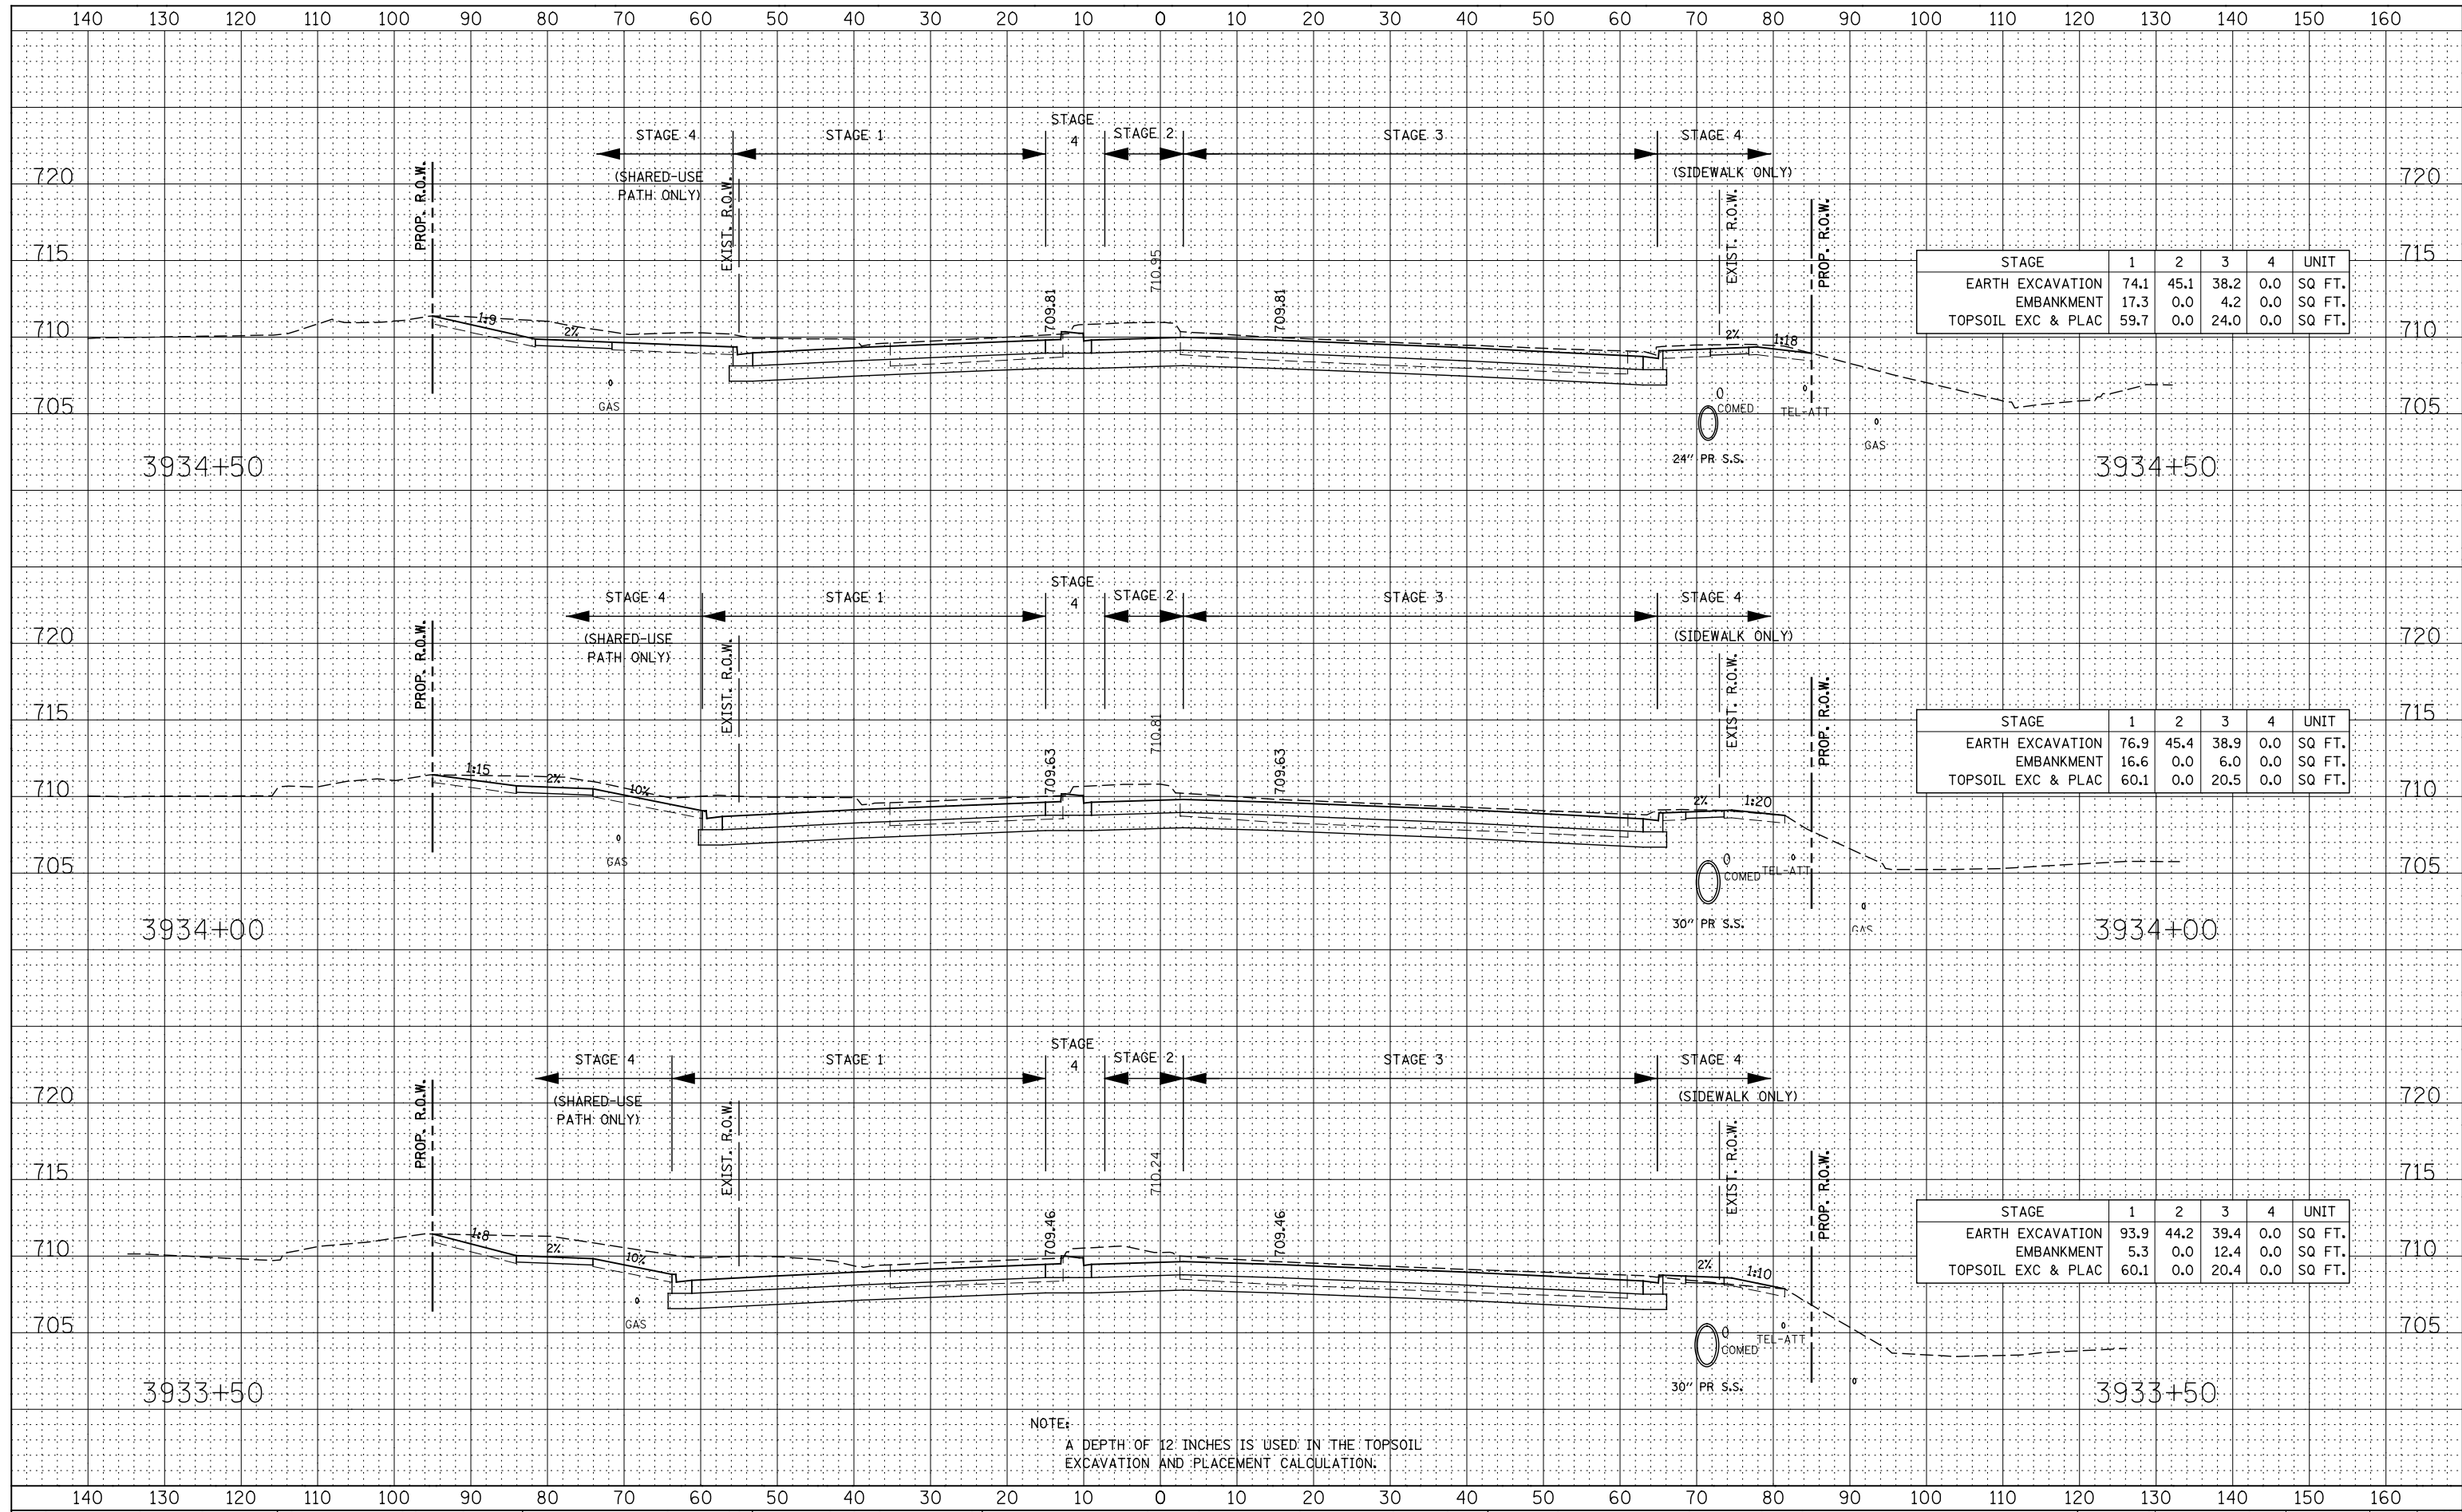 140 130 120 110 100 90 80 70 60 50 40 30 20 10 0 10 20 30 40 50 60 70 80 90 100 110 120 130 140 150 160
STAGE 4
STAGE 1
STAGE
4
STAGE 2
STAGE 3
STAGE 4
(SHARED-USE
PATH ONLY)
(SIDEWALK ONLY)
PROP. R.O.W.
EXIST. R.O.W.
EXIST. R.O.W.
PROP. R.O.W.
720 720
715 715
710 710
705 705
709.81
710.95
709.81
1:9
2%
2%
1:18
GAS
COMED
TEL-ATT
GAS
24" PR S.S.
STAGE 1 2 3 4 UNIT
EARTH EXCAVATION 74.1 45.1 38.2 0.0 SQ FT.
EMBANKMENT 17.3 0.0 4.2 0.0 SQ FT.
TOPSOIL EXC & PLAC 59.7 0.0 24.0 0.0 SQ FT.
3934+50 3934+50
STAGE 4
STAGE 1
STAGE
4
STAGE 2
STAGE 3
STAGE 4
(SHARED-USE
PATH ONLY)
(SIDEWALK ONLY)
PROP. R.O.W.
EXIST. R.O.W.
EXIST. R.O.W.
PROP. R.O.W.
720 720
715 715
710 710
705 705
709.63
710.81
709.63
1:15
2%
10%
2%
1:20
GAS
COMED
TEL-ATT
GAS
30" PR S.S.
STAGE 1 2 3 4 UNIT
EARTH EXCAVATION 76.9 45.4 38.9 0.0 SQ FT.
EMBANKMENT 16.6 0.0 6.0 0.0 SQ FT.
TOPSOIL EXC & PLAC 60.1 0.0 20.5 0.0 SQ FT.
3934+00 3934+00
STAGE 4
STAGE 1
STAGE
4
STAGE 2
STAGE 3
STAGE 4
(SHARED-USE
PATH ONLY)
(SIDEWALK ONLY)
PROP. R.O.W.
EXIST. R.O.W.
EXIST. R.O.W.
PROP. R.O.W.
720 720
715 715
710 710
705 705
709.46
710.24
709.46
1:8
2%
10%
2%
1:10
GAS
COMED
TEL-ATT
30" PR S.S.
STAGE 1 2 3 4 UNIT
EARTH EXCAVATION 93.9 44.2 39.4 0.0 SQ FT.
EMBANKMENT 5.3 0.0 12.4 0.0 SQ FT.
TOPSOIL EXC & PLAC 60.1 0.0 20.4 0.0 SQ FT.
3933+50 3933+50
NOTE:
A DEPTH OF 12 INCHES IS USED IN THE TOPSOIL
EXCAVATION AND PLACEMENT CALCULATION.
140 130 120 110 100 90 80 70 60 50 40 30 20 10 0 10 20 30 40 50 60 70 80 90 100 110 120 130 140 150 160